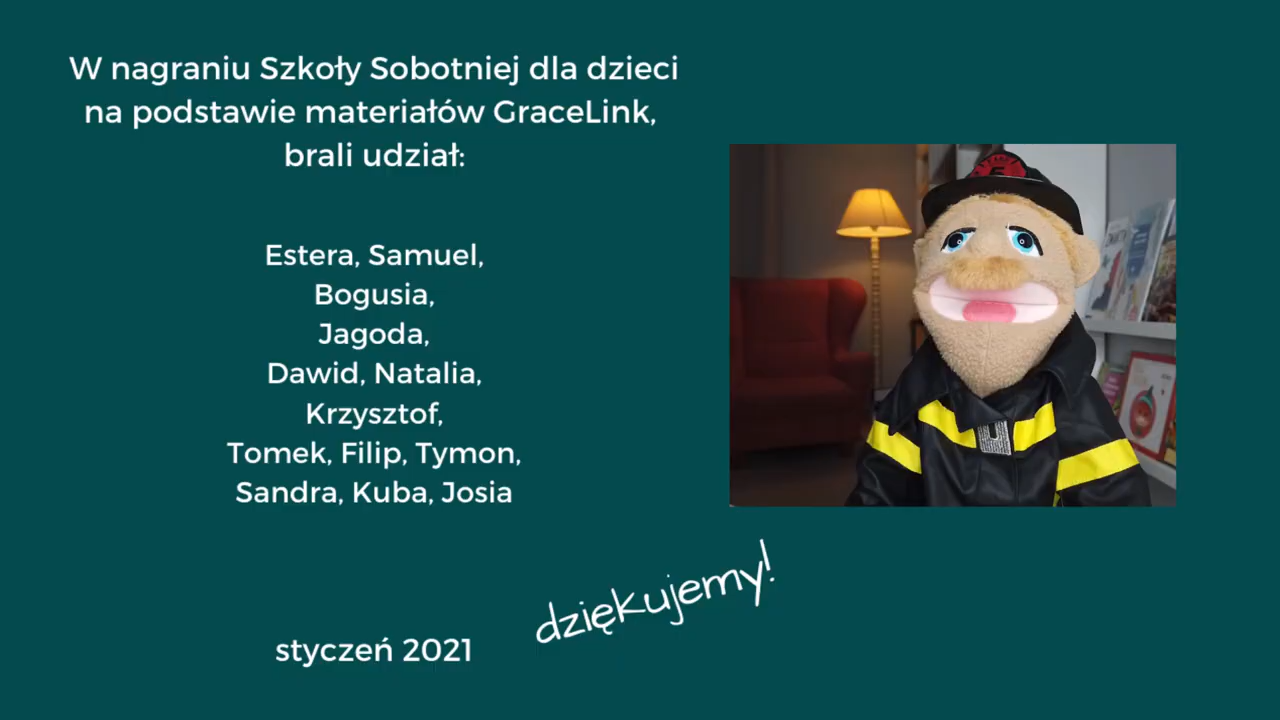 W nagraniu Szkoły Sobotniej dla dzieci
na podstawie materiałów GraceLink,
brali udział:
Estera, Samuel,
Bogusia,
Jagoda,
Dawid, Natalia,
Krzysztof,
Tomek, Filip, Tymon,
Sandra, Kuba, Josia
dziękujemy!
styczeń 2021